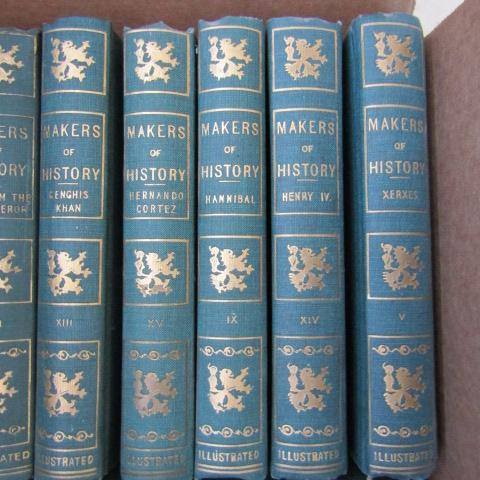 MAKERS
OF
HISTORY
GENGHIS
KHAN
XIII
ILLUSTRATED
MAKERS
OF
HISTORY
HERNANDO
CORTEZ
XV
ILLUSTRATED
MAKERS
OF
HISTORY
HANNIBAL
IX
ILLUSTRATED
MAKERS
OF
HISTORY
HENRY IV.
XIV
ILLUSTRATED
MAKERS
OF
HISTORY
XERXES
V
ILLUSTRATED